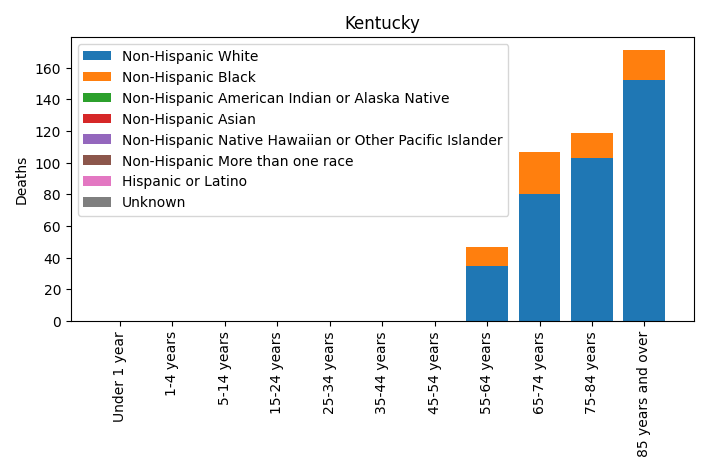 Kentucky
Non-Hispanic White
Non-Hispanic Black
Non-Hispanic American Indian or Alaska Native
Non-Hispanic Asian
Non-Hispanic Native Hawaiian or Other Pacific Islander
Non-Hispanic More than one race
Hispanic or Latino
Unknown
Deaths
160
140
120
100
80
60
40
20
0
Under 1 year
1-4 years
5-14 years
15-24 years
25-34 years
35-44 years
45-54 years
55-64 years
65-74 years
75-84 years
85 years and over